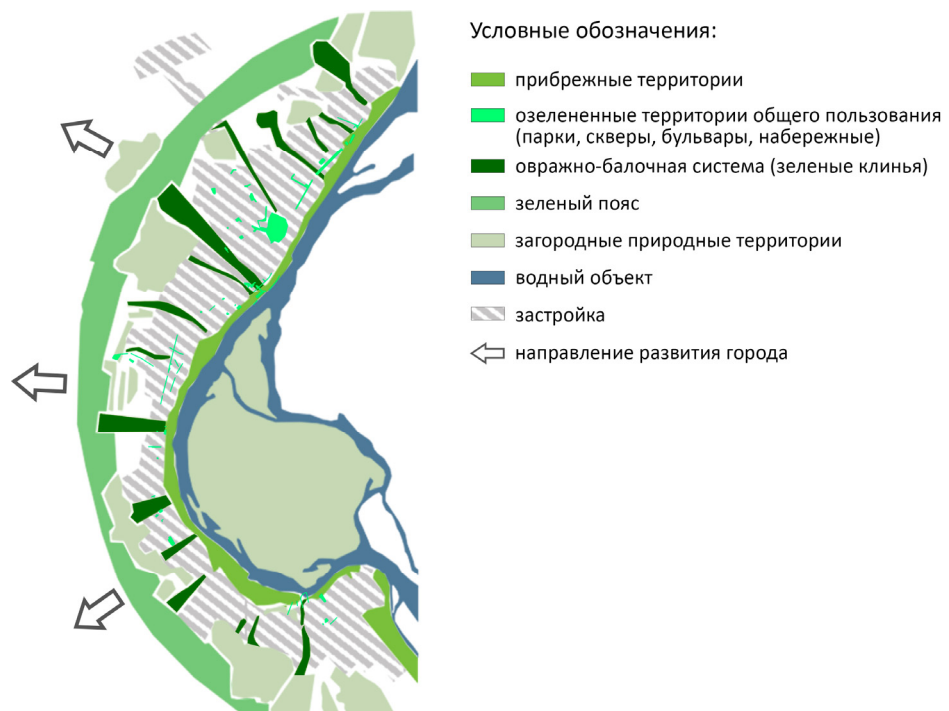 Условные обозначения:
прибрежные территории
озелененные территории общего пользования
(парки, скверы, бульвары, набережные)
овражно-балочная система (зеленые клинья)
зеленый пояс
загородные природные территории
водный объект
застройка
направление развития города